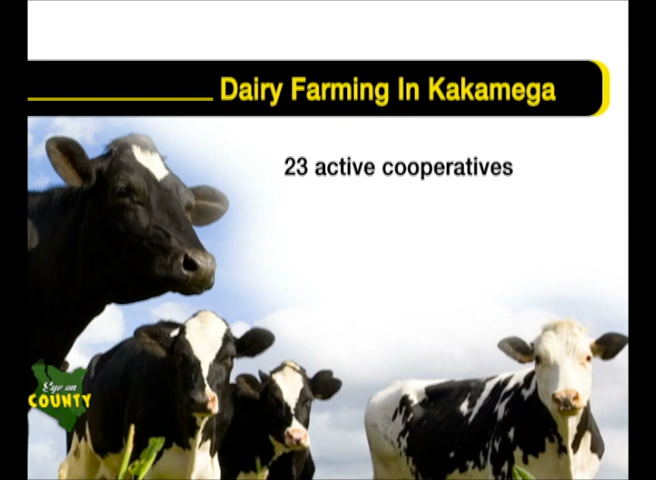 Dairy Farming In Kakamega
23 active cooperatives
Eye on
COUNTY